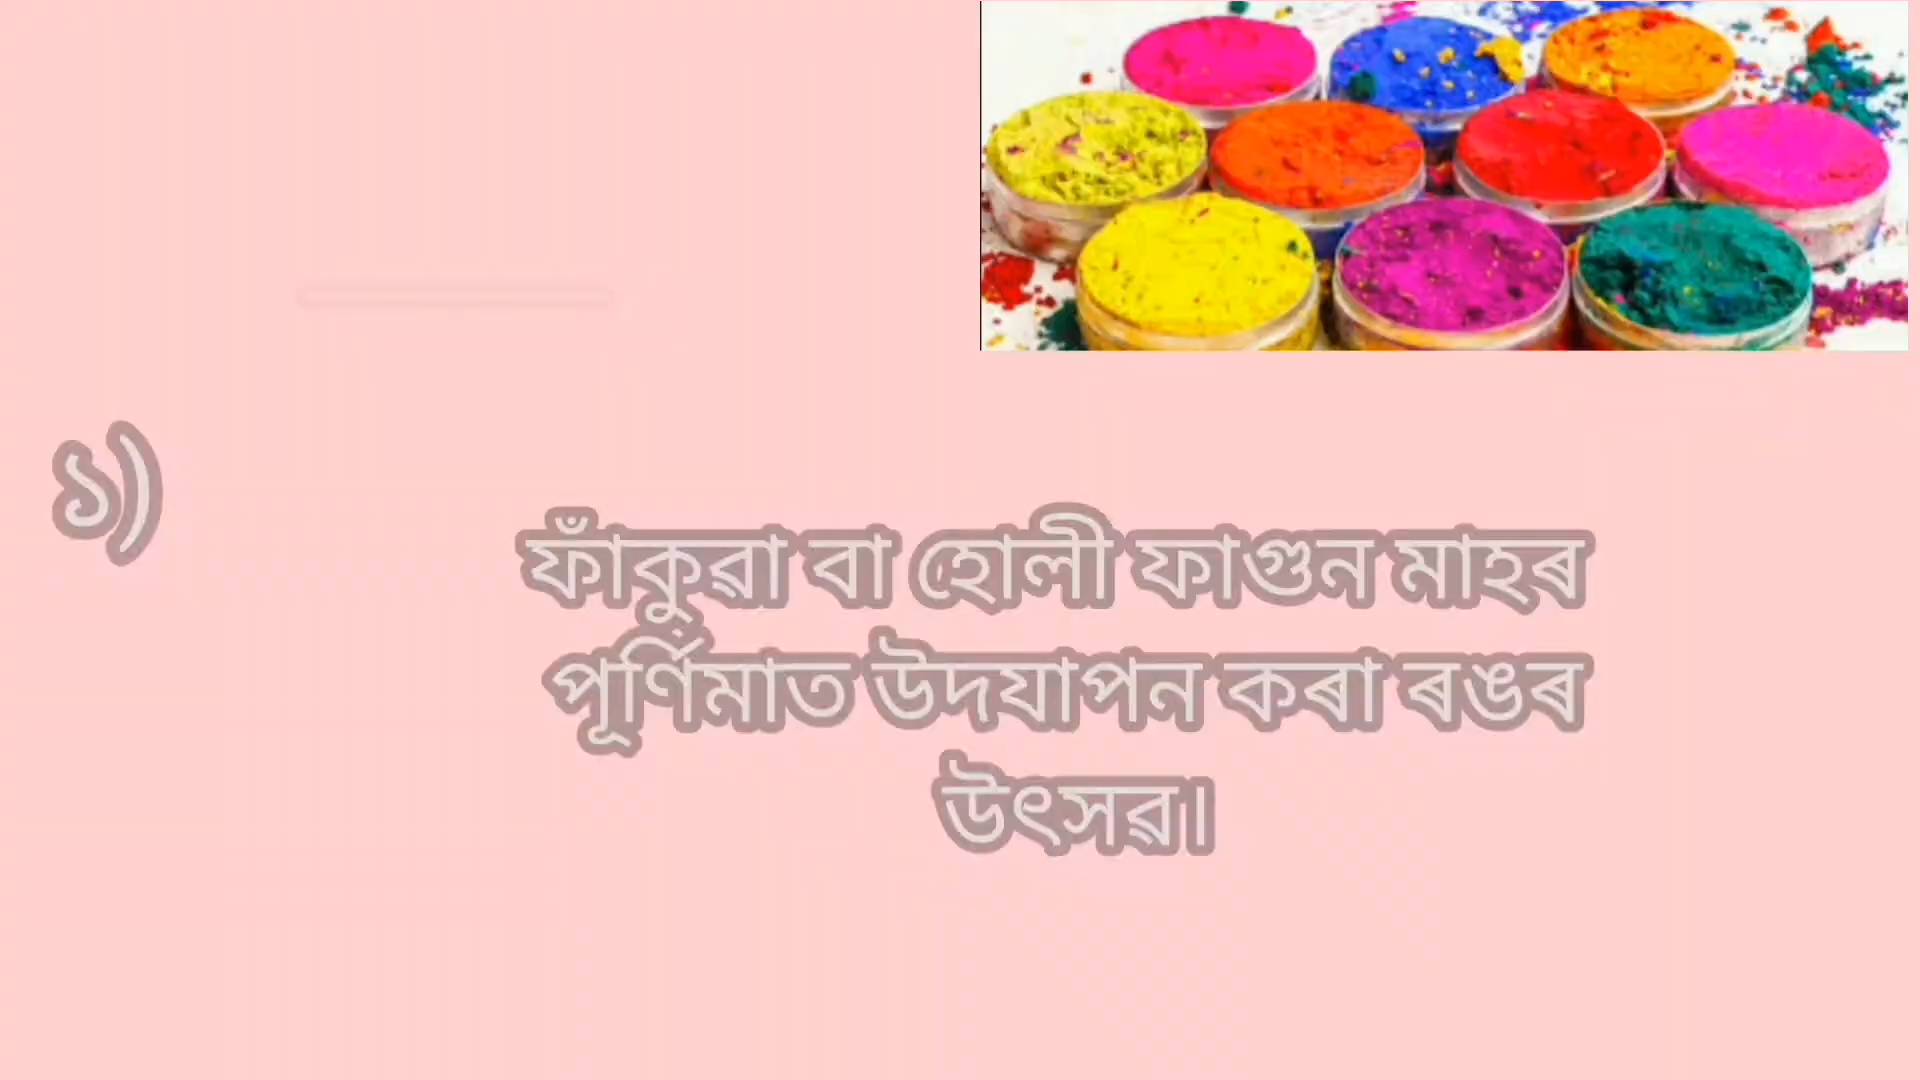 ১)
ফাঁকুৱা বা হোলী ফাগুন মাহৰ
পূৰ্ণিমাত উদযাপন কৰা ৰঙৰ
উৎসৱ।